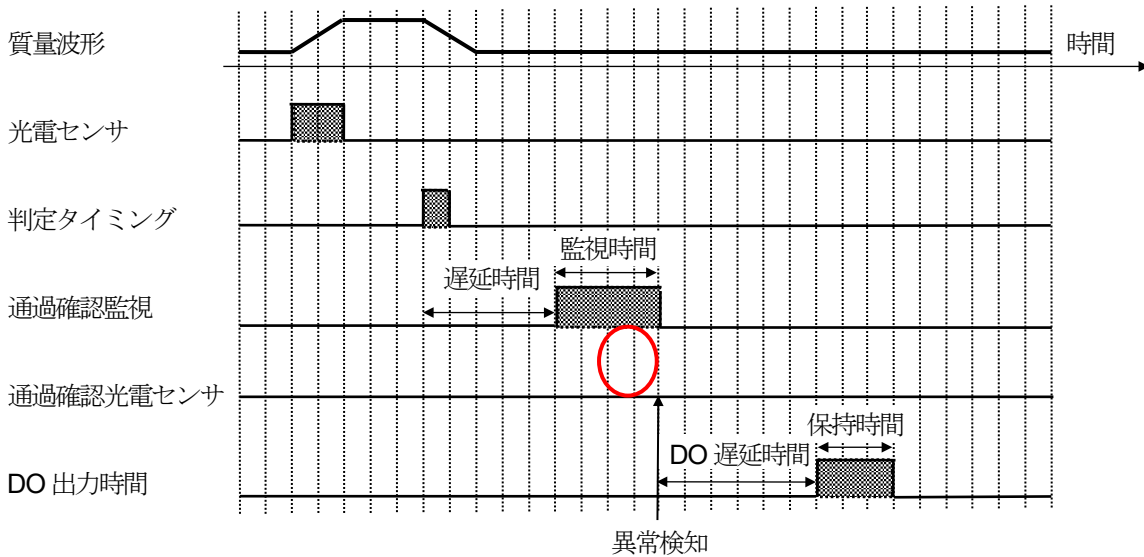 質量波形
時間
光電センサ
判定タイミング
監視時間
遅延時間
通過確認監視
通過確認光電センサ
保持時間
DO 遅延時間
DO 出力時間
異常検知